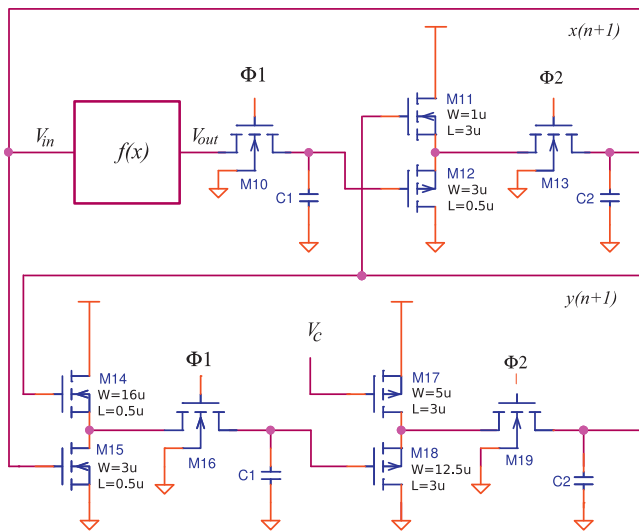 x(n+1)
Φ1
Φ2
M11
W=1u
L=3u
Vin
f(x)
Vout
M10
C1
M12
W=3u
L=0.5u
M13
C2
y(n+1)
Φ1
Vc
Φ2
M14
W=16u
L=0.5u
M17
W=5u
L=3u
M15
W=3u
L=0.5u
M16
C1
M18
W=12.5u
L=3u
M19
C2